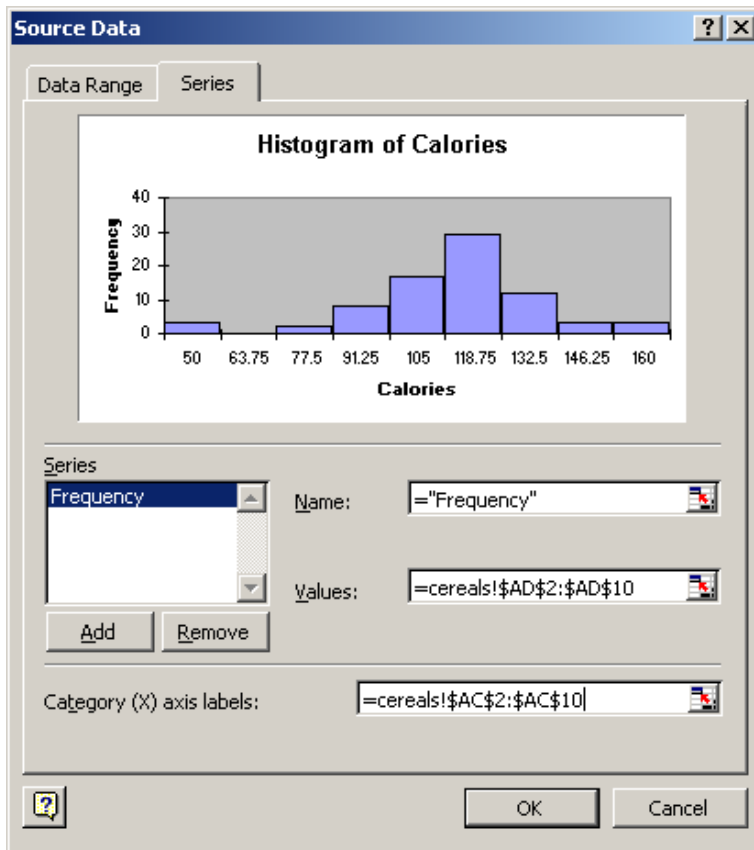 Source Data
Data Range Series
Histogram of Calories
Frequency
40
30
20
10
0
50 63.75 77.5 91.25 105 118.75 132.5 146.25 160
Calories
Series
Frequency
Name: ="Frequency"
Values: =cereals!$AD$2:$AD$10
Add Remove
Category (X) axis labels: =cereals!$AC$2:$AC$10
OK Cancel